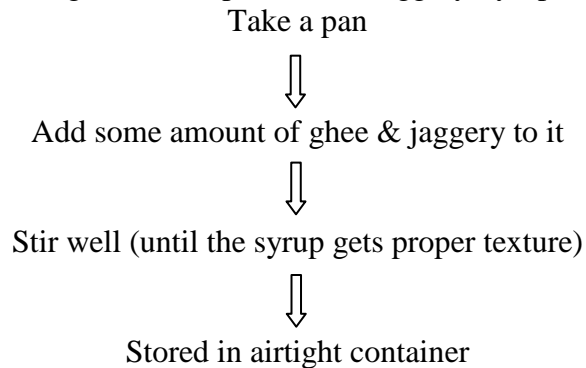 Take a pan
Add some amount of ghee & jaggery to it
Stir well (until the syrup gets proper texture)
Stored in airtight container